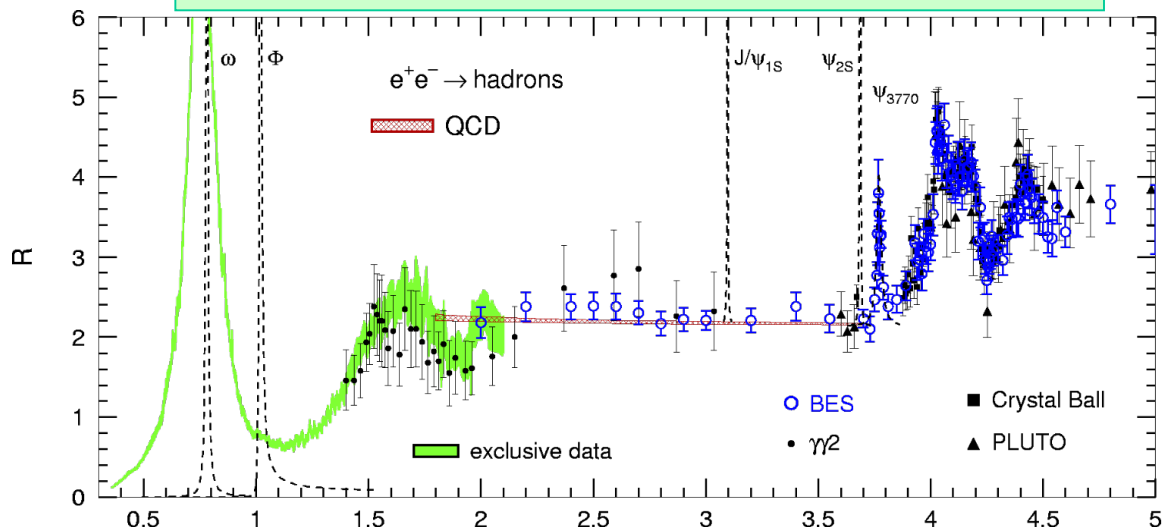 6
5
4
3
2
1
0
R
ω
Φ
J/ψ1S
ψ2S
ψ3770
e+e− → hadrons
QCD
exclusive data
BES
γγ2
Crystal Ball
PLUTO
0.5 1 1.5 2 2.5 3 3.5 4 4.5 5